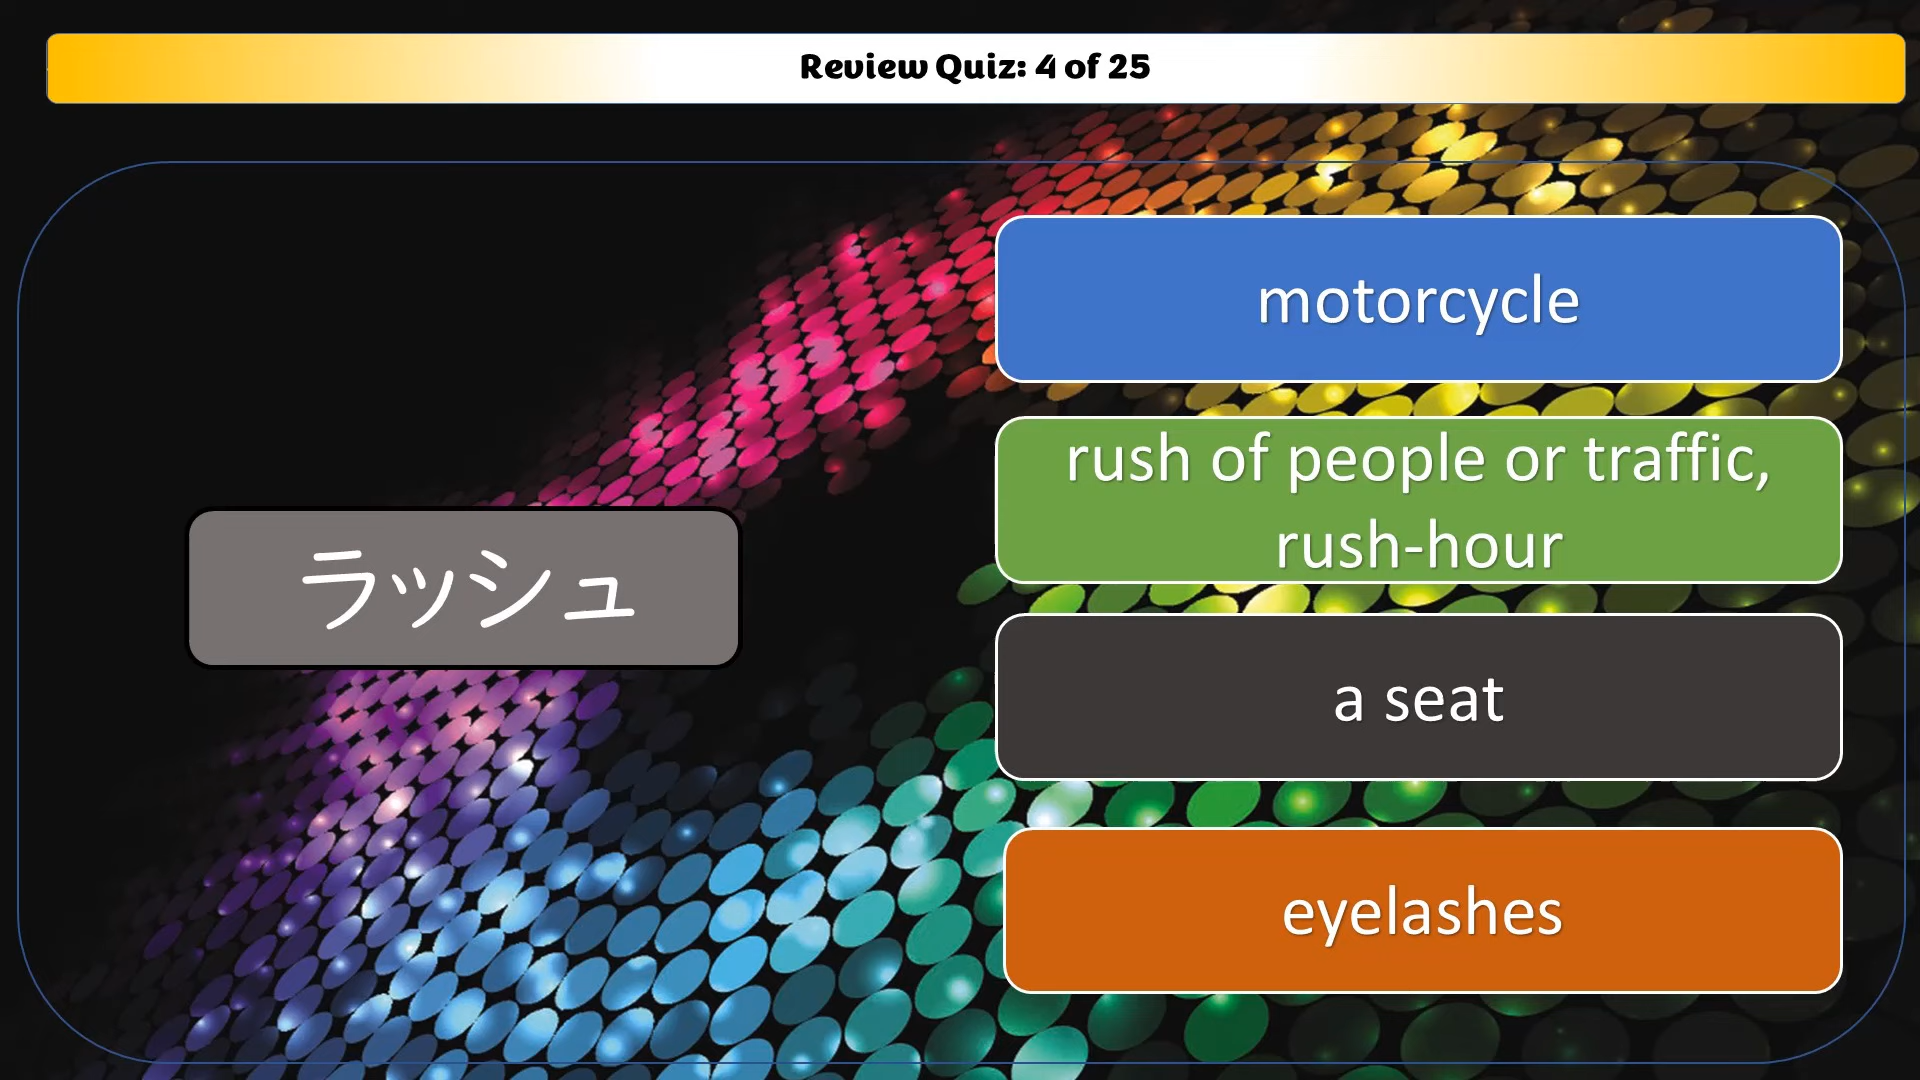 Review Quiz: 4 of 25
ラッシュ
motorcycle
rush of people or traffic,
rush-hour
a seat
eyelashes